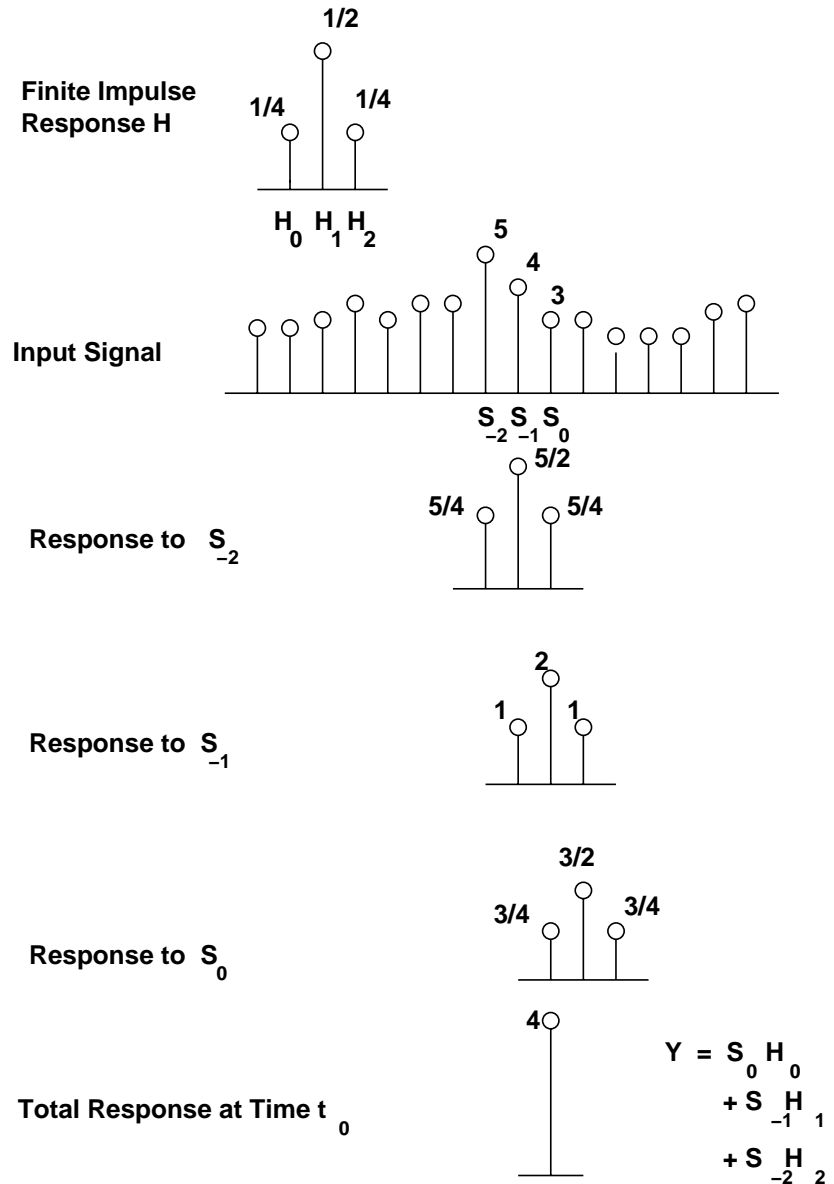 1/2
Finite Impulse
Response H
1/4
1/4
H₀ H₁ H₂
5
4
3
Input Signal
S₋₂ S₋₁ S₀
5/2
5/4
5/4
Response to S₋₂
2
1
1
Response to S₋₁
3/2
3/4
3/4
Response to S₀
4
Y = S₀ H₀
Total Response at Time t₀
+ S₋₁ H₁
+ S₋₂ H₂